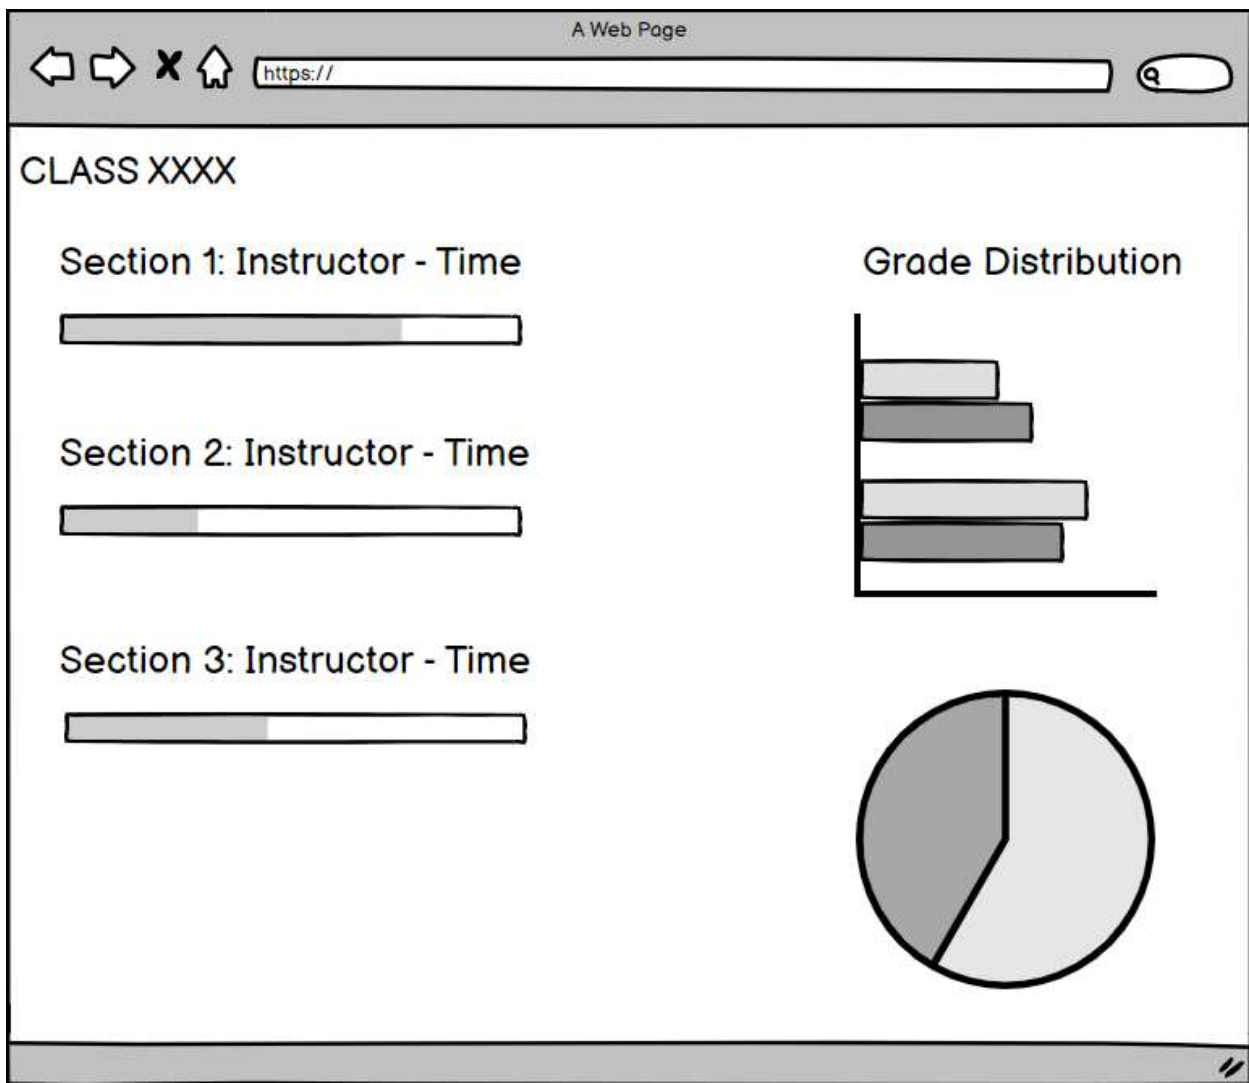 A Web Page
https://
CLASS XXXX
Section 1: Instructor - Time
Section 2: Instructor - Time
Section 3: Instructor - Time
Grade Distribution